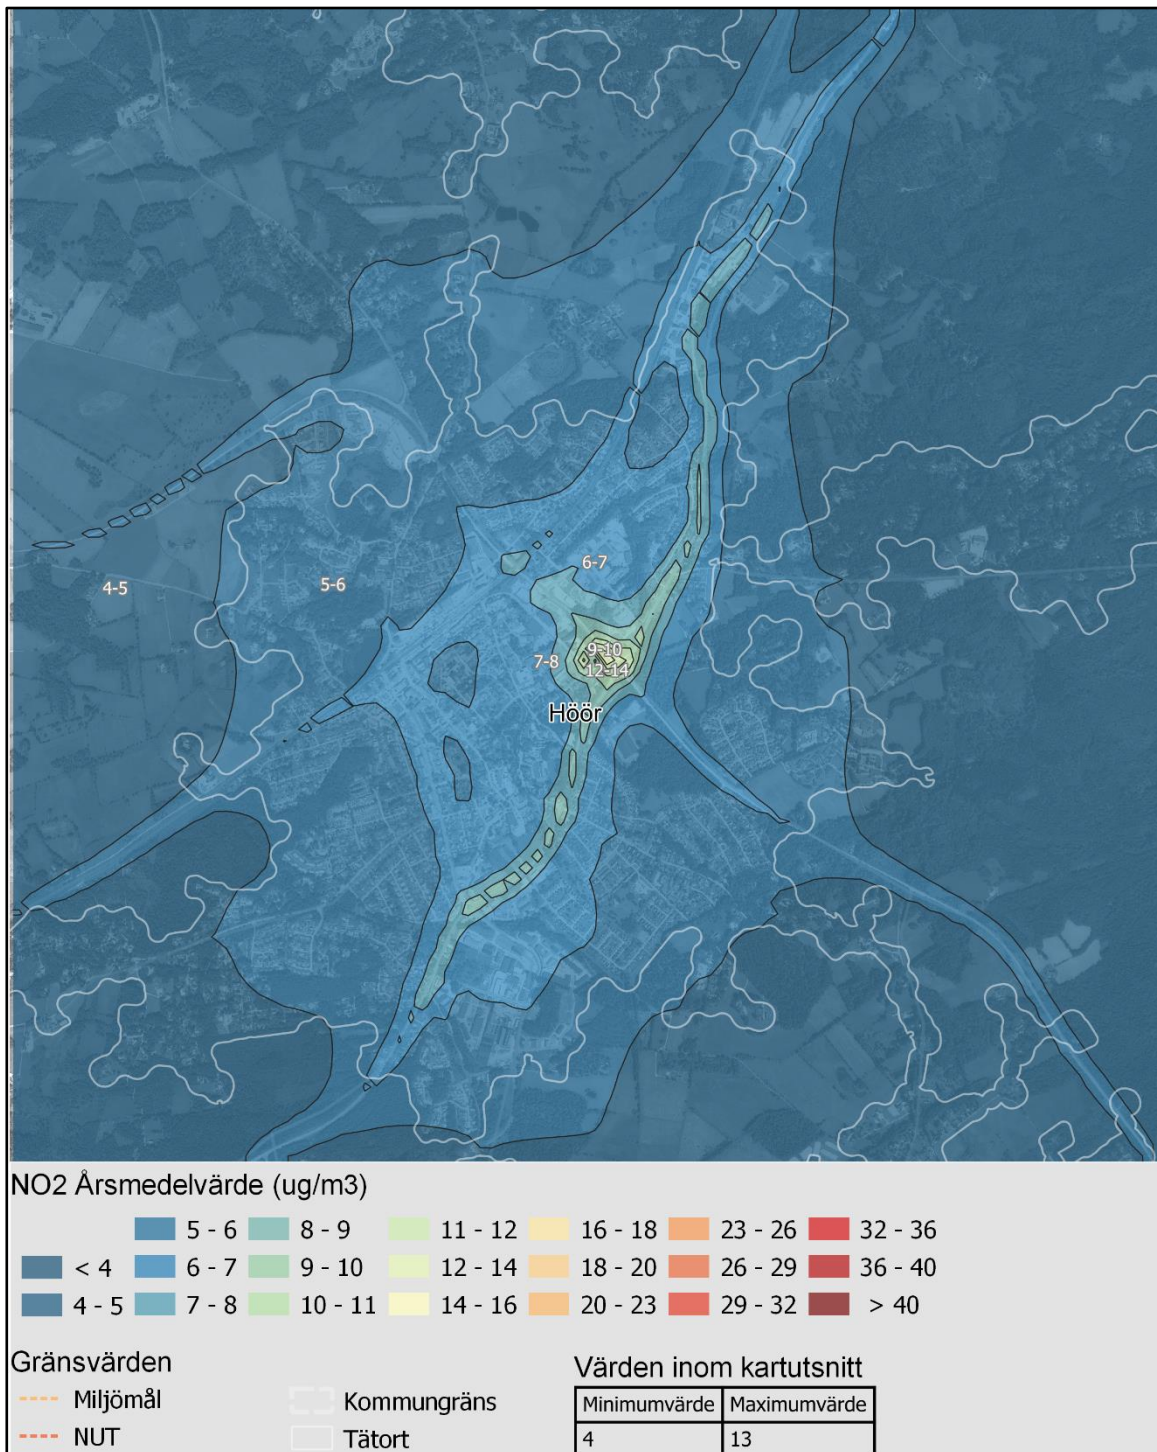 6-7
4-5
5-6
9-10
7-8
12-14
Höör
NO2 Årsmedelvärde (ug/m3)
5 - 6 8 - 9 11 - 12 16 - 18 23 - 26 32 - 36
< 4 6 - 7 9 - 10 12 - 14 18 - 20 26 - 29 36 - 40
4 - 5 7 - 8 10 - 11 14 - 16 20 - 23 29 - 32 > 40
Gränsvärden
Miljömål
NUT
Kommungräns
Tätort
Värden inom kartutsnitt
Minimumvärde Maximumvärde
4 13